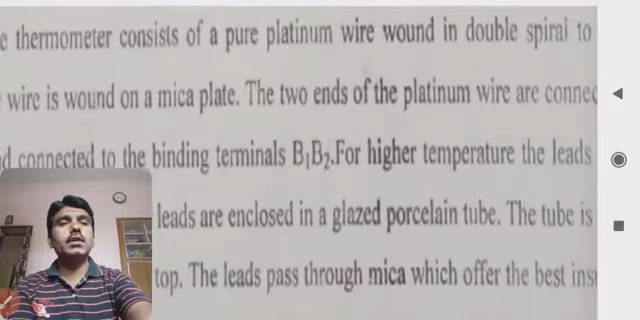 e thermometer consists of a pure platinum wire wound in double spiral to
wire is wound on a mica plate. The two ends of the platinum wire are connec
d connected to the binding terminals B₁B₂.For higher temperature the leads
leads are enclosed in a glazed porcelain tube. The tube is
top. The leads pass through mica which offer the best ins